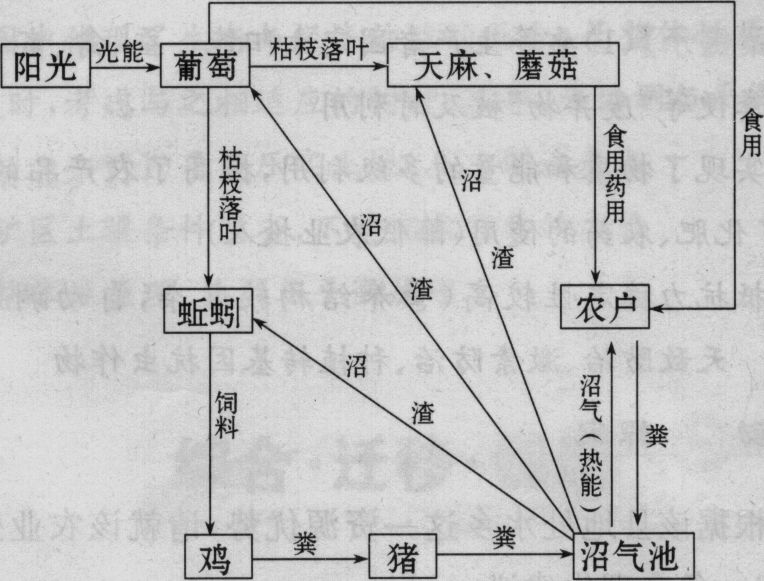 阳光
光能
葡萄
枯枝落叶
天麻、蘑菇
食用
枯枝落叶
沼渣
沼渣
食用药用
蚯蚓
农户
沼渣
饲料
沼气(热能)
粪
鸡
粪
猪
粪
沼气池